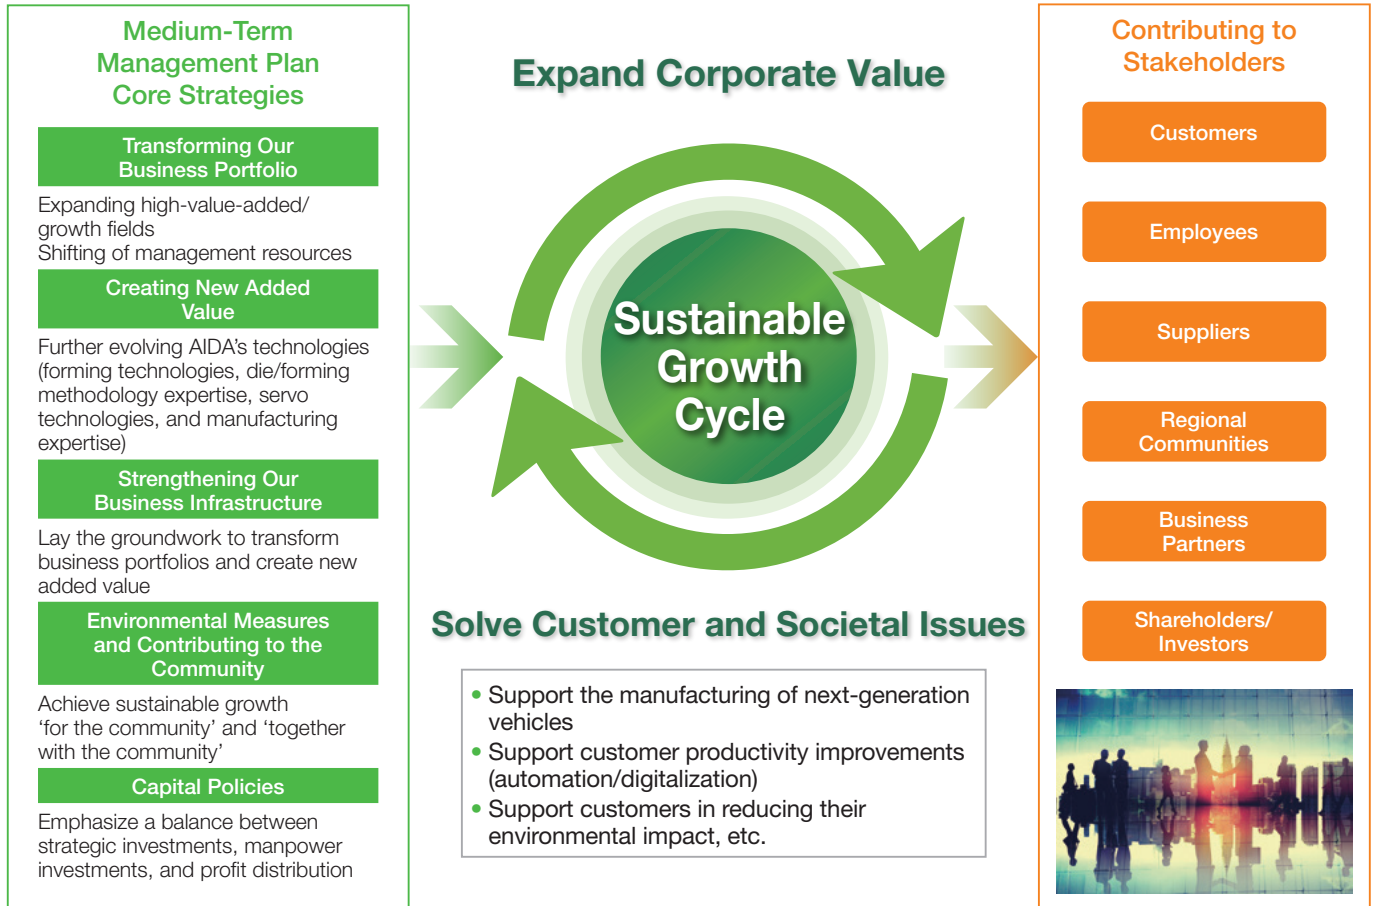 Medium-Term
Management Plan
Core Strategies
Transforming Our
Business Portfolio
Expanding high-value-added/
growth fields
Shifting of management resources
Creating New Added
Value
Further evolving AIDA's technologies
(forming technologies, die/forming
methodology expertise, servo
technologies, and manufacturing
expertise)
Strengthening Our
Business Infrastructure
Lay the groundwork to transform
business portfolios and create new
added value
Environmental Measures
and Contributing to the
Community
Achieve sustainable growth
‘for the community’ and ‘together
with the community’
Capital Policies
Emphasize a balance between
strategic investments, manpower
investments, and profit distribution
Expand Corporate Value
Sustainable
Growth
Cycle
Solve Customer and Societal Issues
• Support the manufacturing of next-generation
vehicles
• Support customer productivity improvements
(automation/digitalization)
• Support customers in reducing their
environmental impact, etc.
Contributing to
Stakeholders
Customers
Employees
Suppliers
Regional
Communities
Business
Partners
Shareholders/
Investors